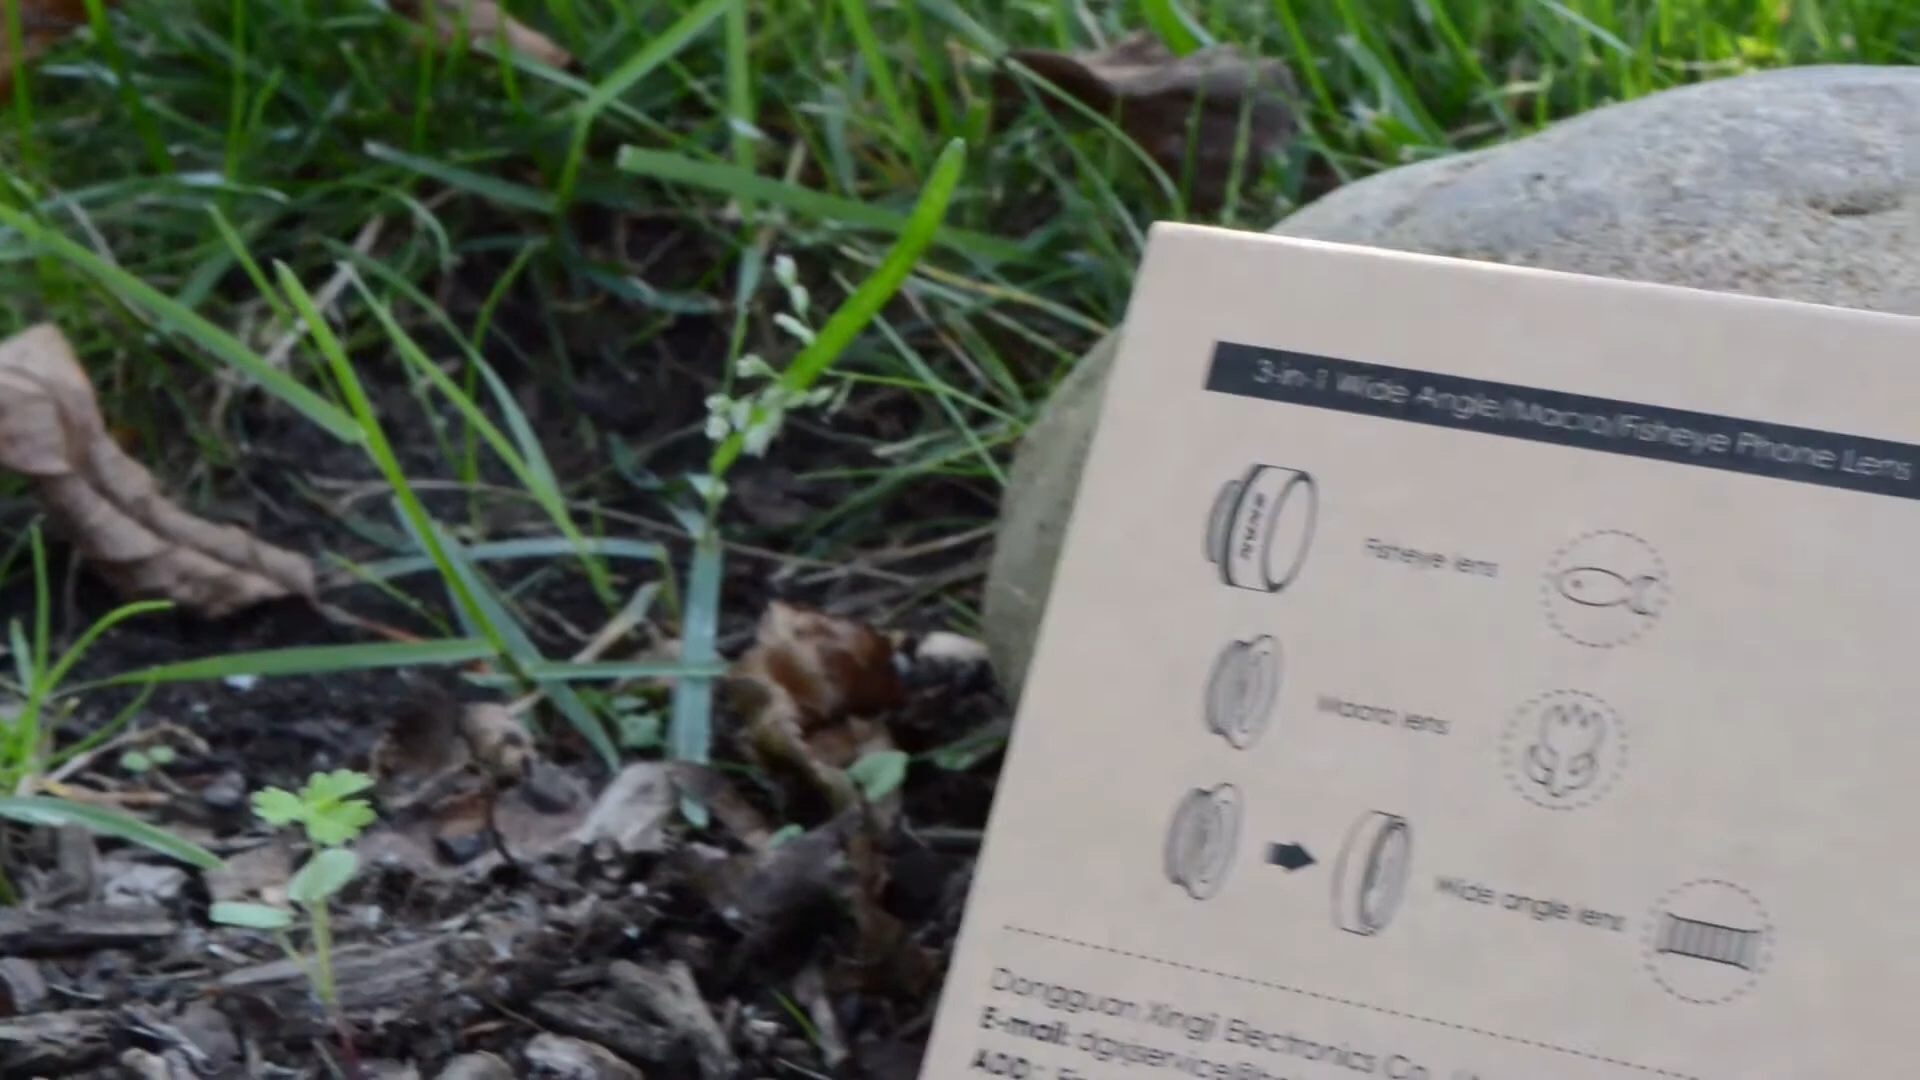 3-in-1 Wide Angle/Macro/Fisheye Phone Lens
Fisheye lens
Macro lens
Wide angle lens
Dongguan Xingji Electronics Co.,
E-mail:
ADD: